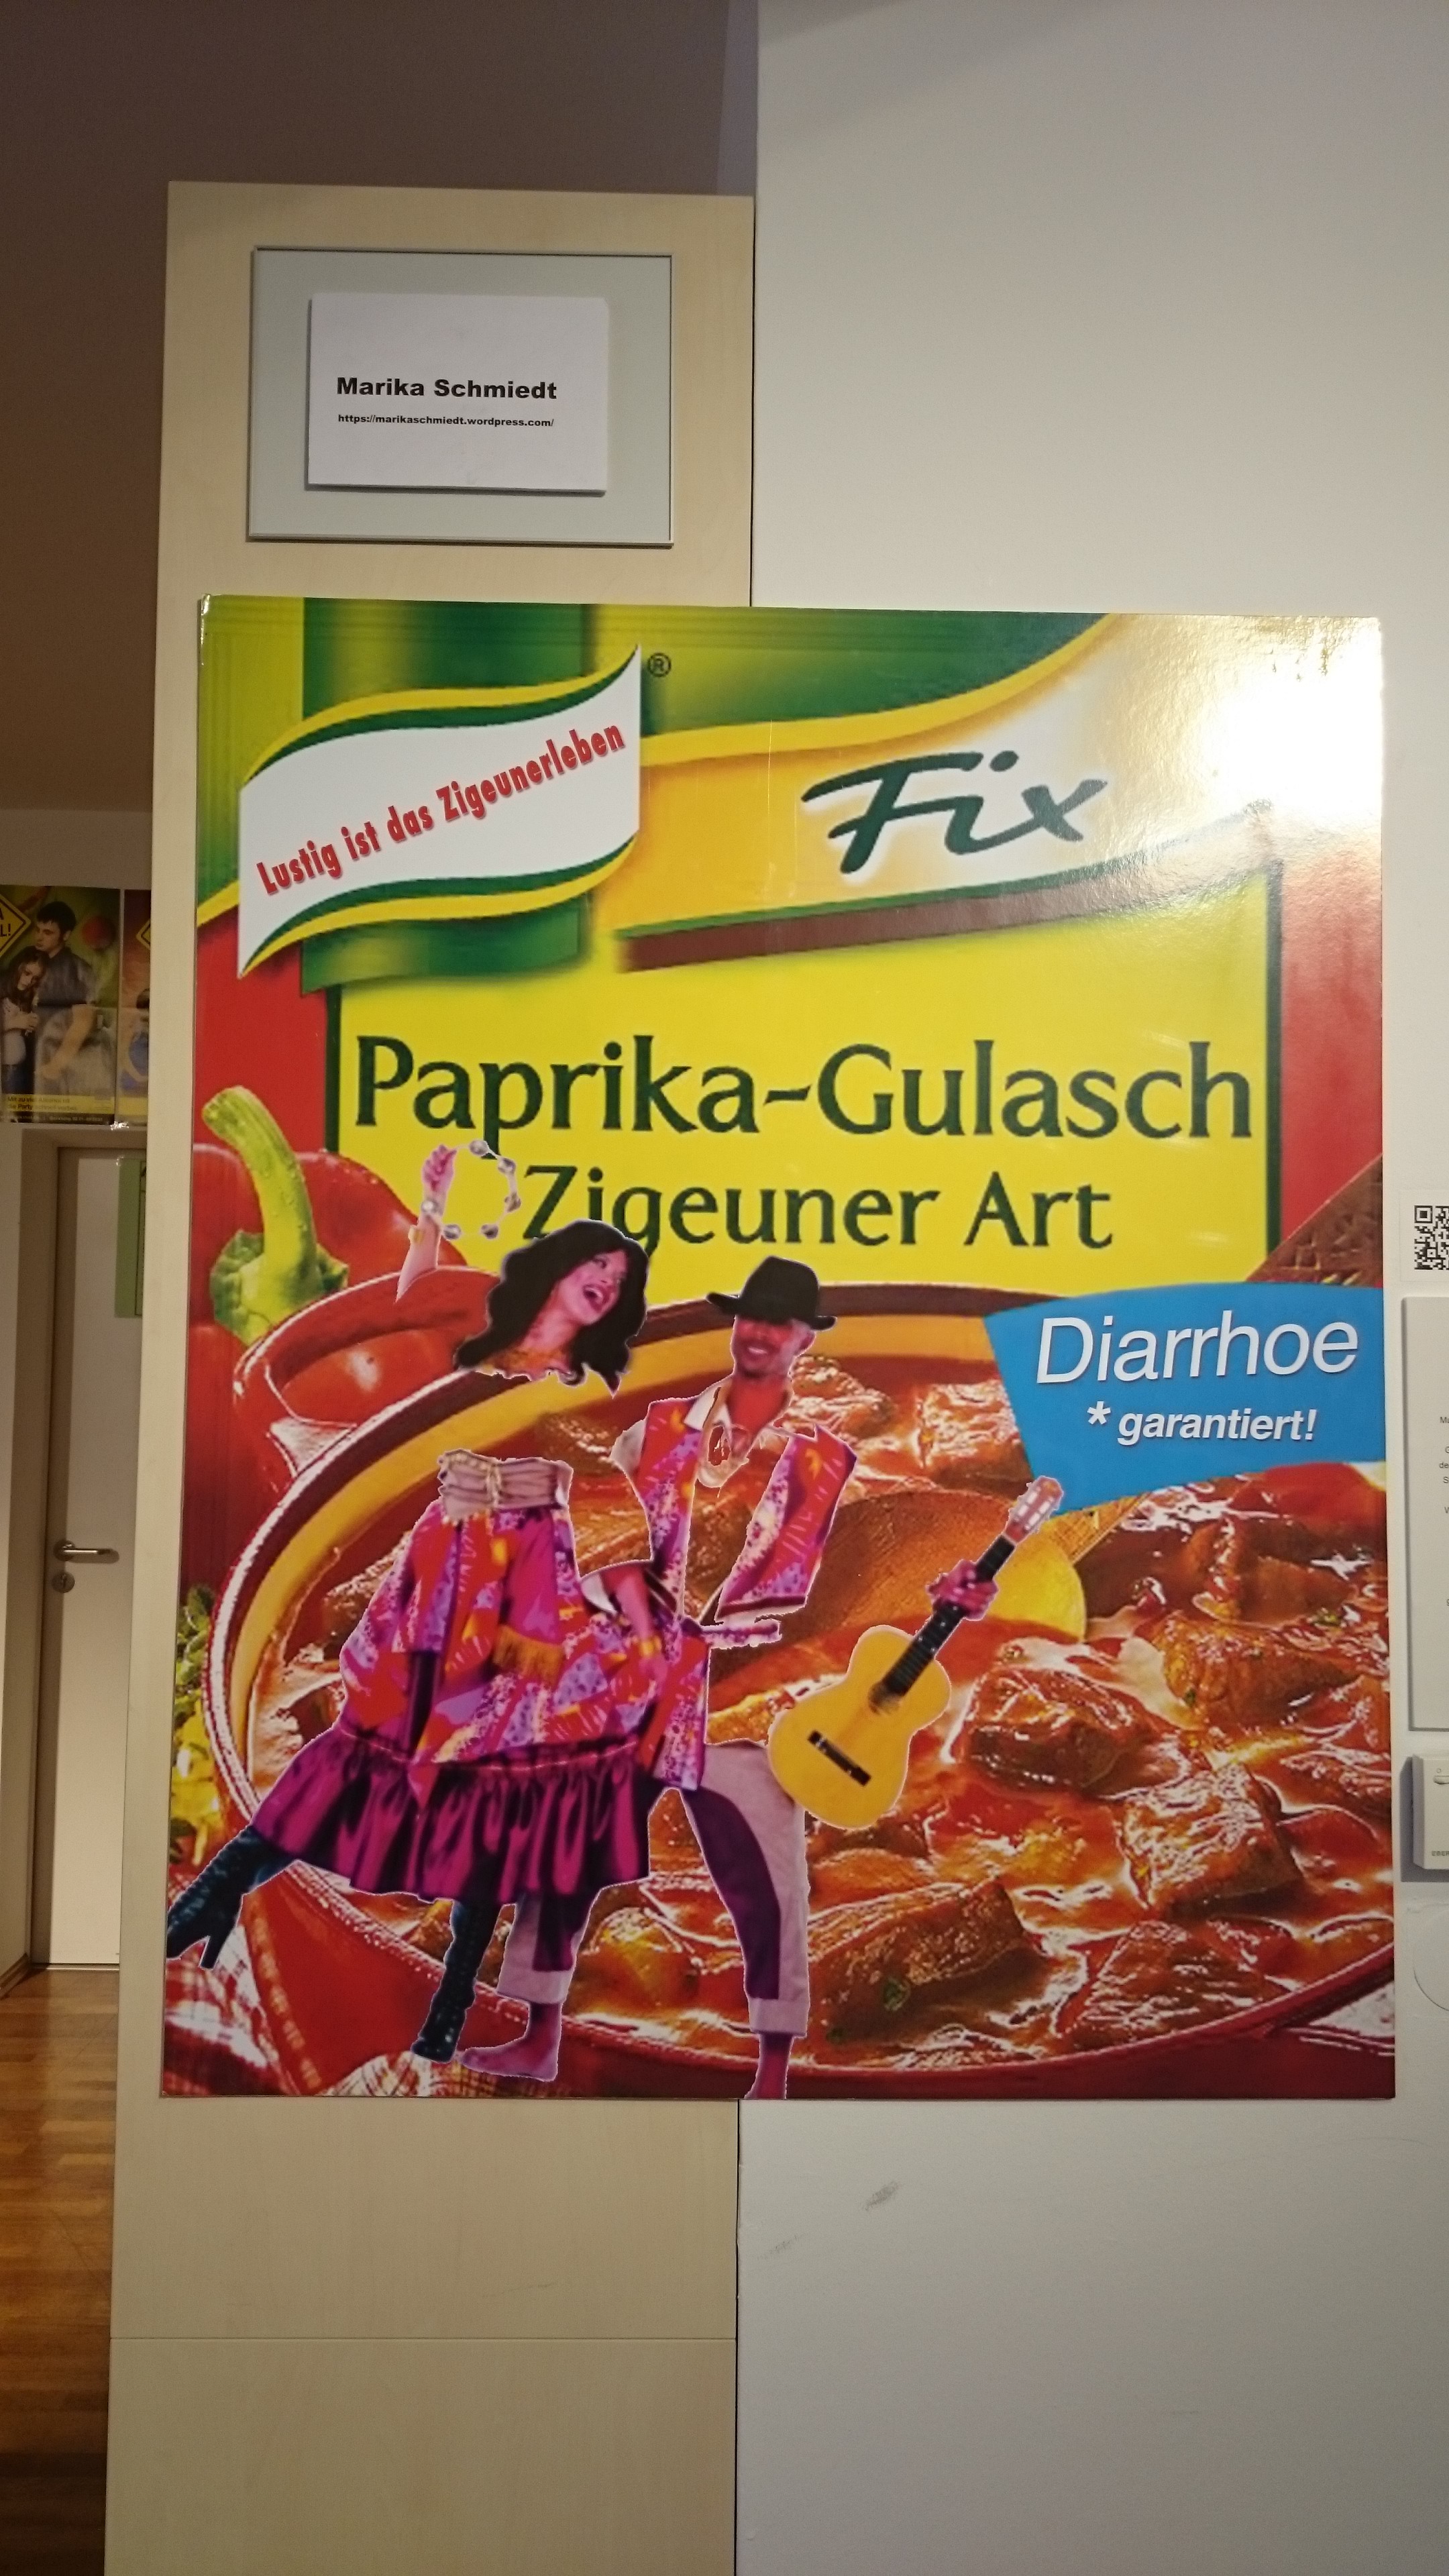 Marika Schmiedt
https://marikaschmiedt.wordpress.com/
®
Lustig ist das Zigeunerleben
Fix
Paprika-Gulasch
Zigeuner Art
Diarrhoe
* garantiert!